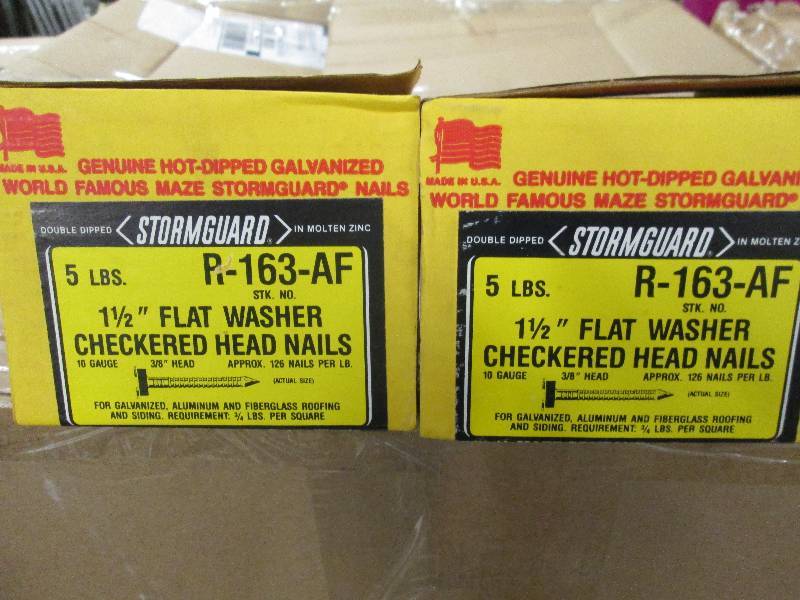 MADE IN U.S.A.
GENUINE HOT-DIPPED GALVANIZED
WORLD FAMOUS MAZE STORMGUARD® NAILS
DOUBLE DIPPED STORMGUARD® IN MOLTEN ZINC
5 LBS. R-163-AF
STK. NO.
1½" FLAT WASHER
CHECKERED HEAD NAILS
10 GAUGE 3/8" HEAD APPROX. 126 NAILS PER LB.
(ACTUAL SIZE)
FOR GALVANIZED, ALUMINUM AND FIBERGLASS ROOFING
AND SIDING. REQUIREMENT: ¾ LBS. PER SQUARE
MADE IN U.S.A.
GENUINE HOT-DIPPED GALVANI
WORLD FAMOUS MAZE STORMGUARD®
DOUBLE DIPPED STORMGUARD® IN MOLTEN Z
5 LBS. R-163-AF
STK. NO.
1½" FLAT WASHER
CHECKERED HEAD NAILS
10 GAUGE 3/8" HEAD APPROX. 126 NAILS PER LB.
(ACTUAL SIZE)
FOR GALVANIZED, ALUMINUM AND FIBERGLASS ROOFING
AND SIDING. REQUIREMENT: ¾ LBS. PER SQUARE